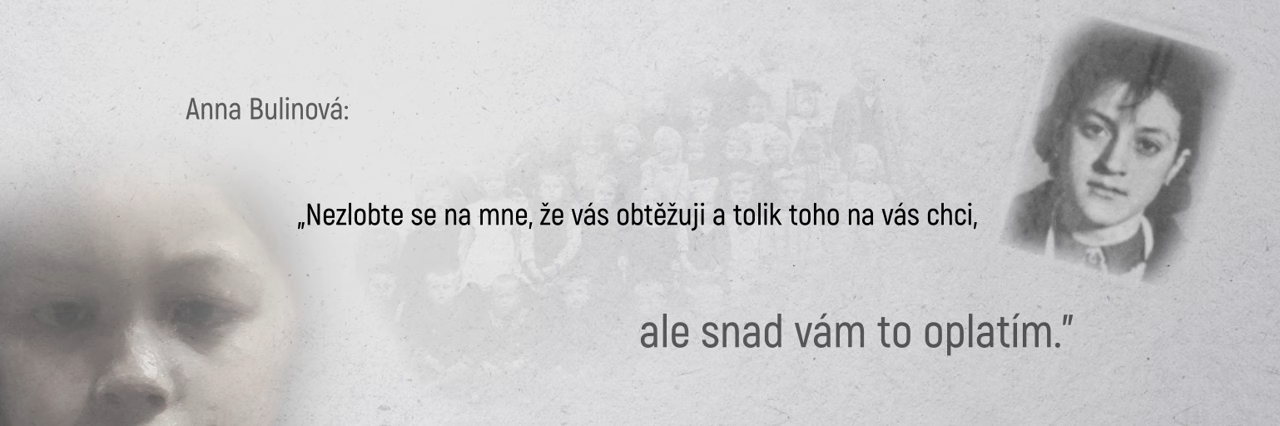 Anna Bulinová:
„Nezlobte se na mne, že vás obtěžuji a tolik toho na vás chci,
ale snad vám to oplatím.”